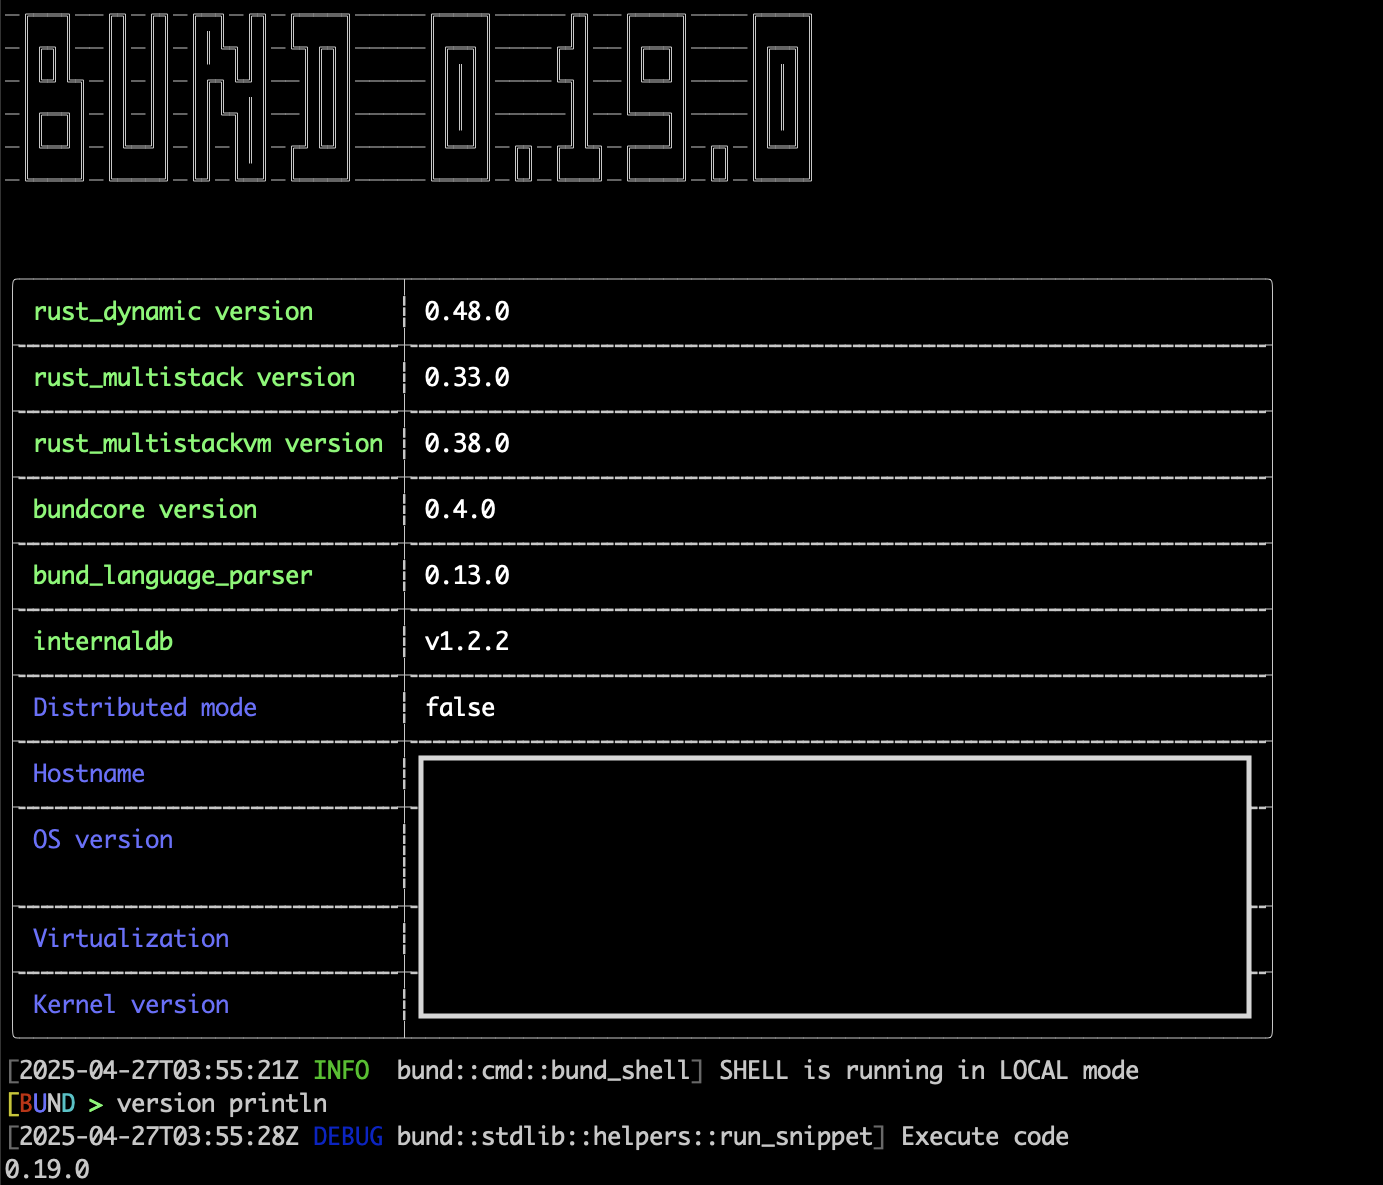 BUND 0.19.0
rust_dynamic version 0.48.0
rust_multistack version 0.33.0
rust_multistackvm version 0.38.0
bundcore version 0.4.0
bund_language_parser 0.13.0
internaldb v1.2.2
Distributed mode false
Hostname
OS version
Virtualization
Kernel version
[2025-04-27T03:55:21Z INFO  bund::cmd::bund_shell] SHELL is running in LOCAL mode
[BUND > version println
[2025-04-27T03:55:28Z DEBUG bund::stdlib::helpers::run_snippet] Execute code
0.19.0